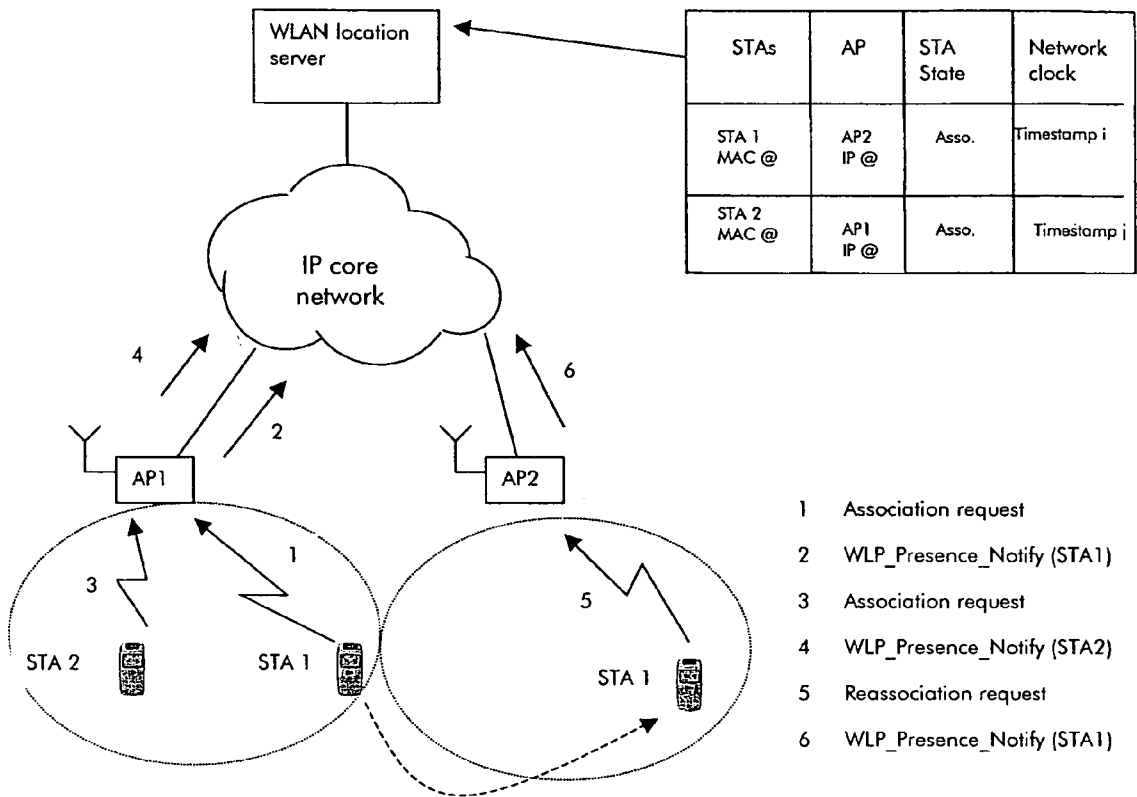 WLAN location
server
STAs AP STA
State Network
clock
STA 1
MAC @ AP2
IP @ Asso. Timestamp i
STA 2
MAC @ AP1
IP @ Asso. Timestamp j
IP core
network
4
2
6
AP1
AP2
1
3
5
STA 2
STA 1
STA 1
1 Association request
2 WLP_Presence_Notify (STA1)
3 Association request
4 WLP_Presence_Notify (STA2)
5 Reassociation request
6 WLP_Presence_Notify (STA1)